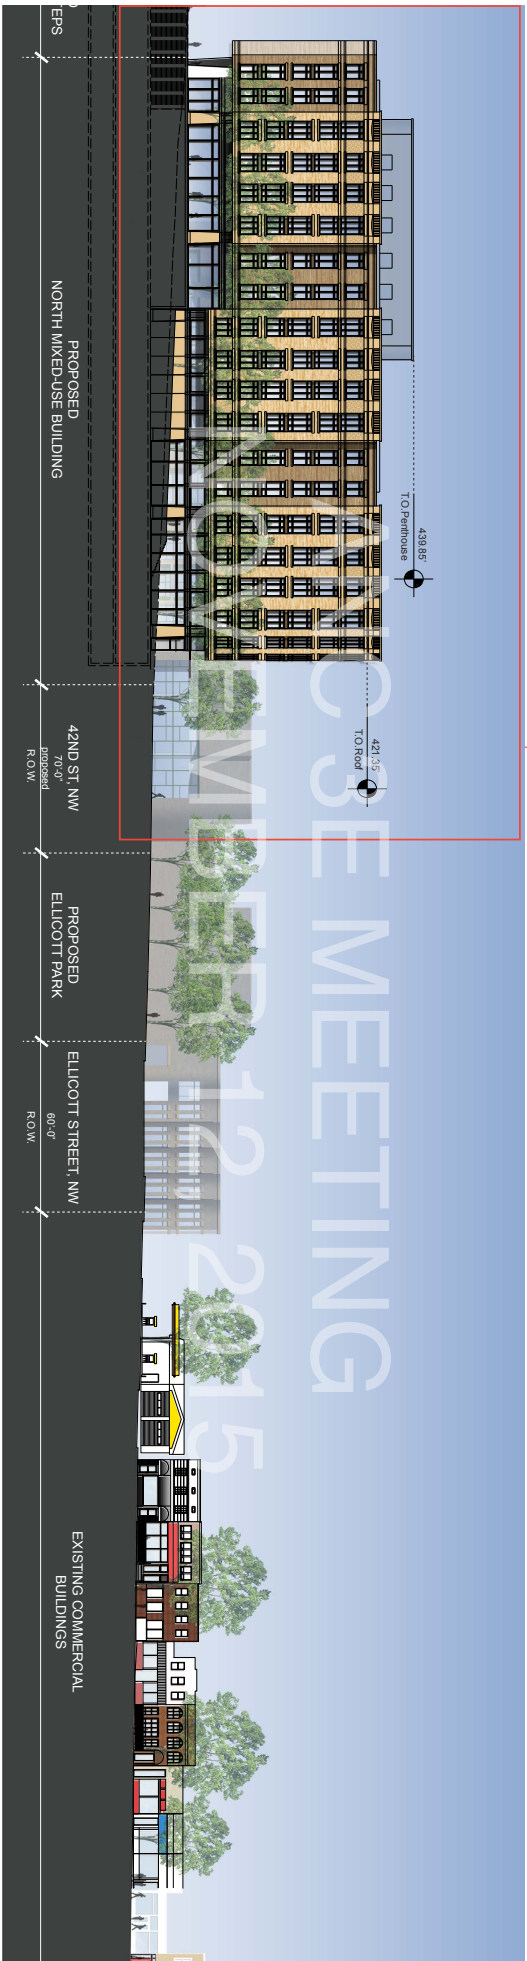 EPS
PROPOSED
NORTH MIXED-USE BUILDING
42ND ST, NW
70'-0"
proposed
R.O.W.
PROPOSED
ELLICOTT PARK
ELLICOTT STREET, NW
60'-0"
R.O.W.
EXISTING COMMERCIAL
BUILDINGS
439.85'
T.O.Penthouse
421.35'
T.O.Roof
ANC 3E MEETING
NOVEMBER 12, 2015